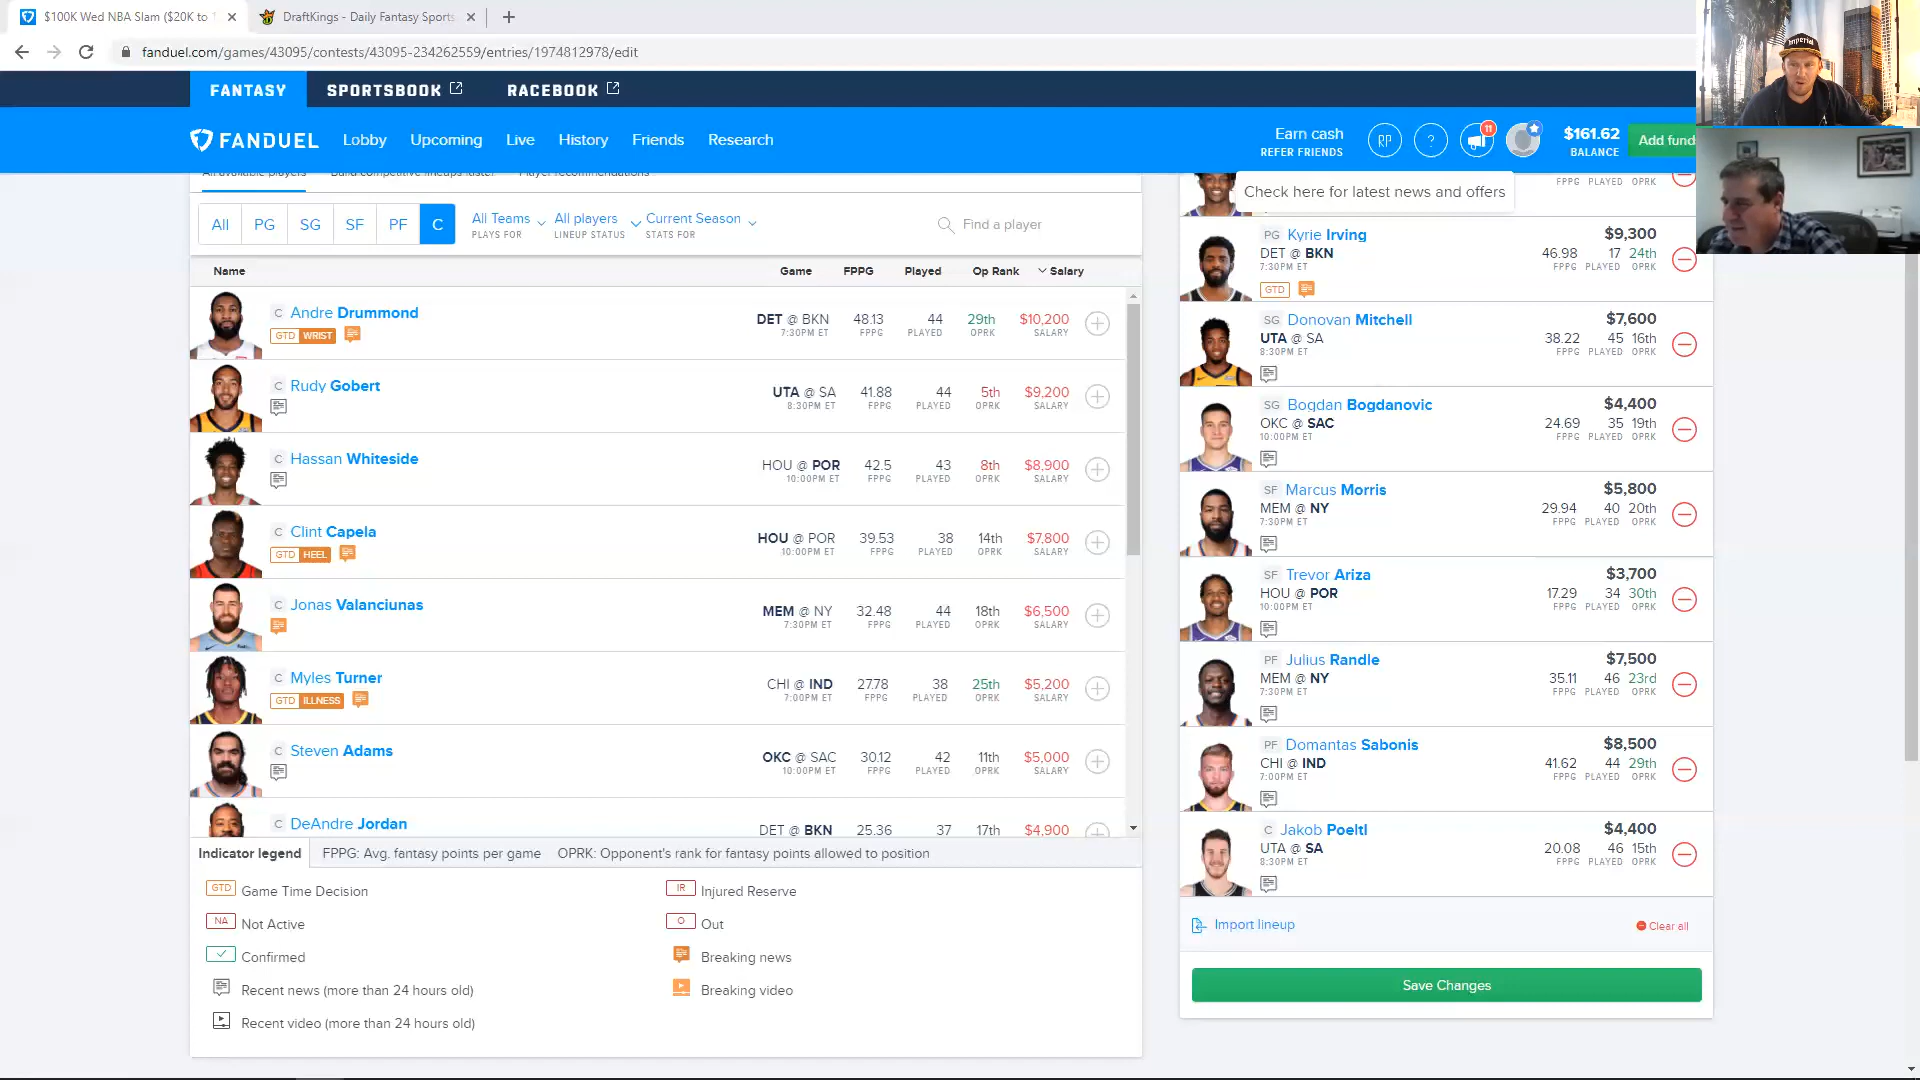 $100K Wed NBA Slam ($20K to 1
DraftKings - Daily Fantasy Sports
fanduel.com/games/43095/contests/43095-234262559/entries/1974812978/edit
FANTASY
SPORTSBOOK
RACEBOOK
FANDUEL
Lobby
Upcoming
Live
History
Friends
Research
Earn cash
REFER FRIENDS
RP
?
11
$161.62
BALANCE
Add fund
Check here for latest news and offers
All
PG
SG
SF
PF
C
All Teams
PLAYS FOR
All players
LINEUP STATUS
Current Season
STATS FOR
Find a player
Name
Game
FPPG
Played
Op Rank
Salary
C Andre Drummond
GTD WRIST
DET @ BKN
7:30PM ET
48.13
FPPG
44
PLAYED
29th
OPRK
$10,200
SALARY
C Rudy Gobert
UTA @ SA
8:30PM ET
41.88
FPPG
44
PLAYED
5th
OPRK
$9,200
SALARY
C Hassan Whiteside
HOU @ POR
10:00PM ET
42.5
FPPG
43
PLAYED
8th
OPRK
$8,900
SALARY
C Clint Capela
GTD HEEL
HOU @ POR
10:00PM ET
39.53
FPPG
38
PLAYED
14th
OPRK
$7,800
SALARY
C Jonas Valanciunas
MEM @ NY
7:30PM ET
32.48
FPPG
44
PLAYED
18th
OPRK
$6,500
SALARY
C Myles Turner
GTD ILLNESS
CHI @ IND
7:00PM ET
27.78
FPPG
38
PLAYED
25th
OPRK
$5,200
SALARY
C Steven Adams
OKC @ SAC
10:00PM ET
30.12
FPPG
42
PLAYED
11th
OPRK
$5,000
SALARY
C DeAndre Jordan
DET @ BKN
25.36
37
17th
$4,900
Indicator legend
FPPG: Avg. fantasy points per game
OPRK: Opponent's rank for fantasy points allowed to position
GTD Game Time Decision
NA Not Active
Confirmed
Recent news (more than 24 hours old)
Recent video (more than 24 hours old)
IR Injured Reserve
O Out
Breaking news
Breaking video
FPPG PLAYED OPRK
PG Kyrie Irving
DET @ BKN
7:30PM ET
GTD
$9,300
46.98 17 24th
FPPG PLAYED OPRK
SG Donovan Mitchell
UTA @ SA
8:30PM ET
$7,600
38.22 45 16th
FPPG PLAYED OPRK
SG Bogdan Bogdanovic
OKC @ SAC
10:00PM ET
$4,400
24.69 35 19th
FPPG PLAYED OPRK
SF Marcus Morris
MEM @ NY
7:30PM ET
$5,800
29.94 40 20th
FPPG PLAYED OPRK
SF Trevor Ariza
HOU @ POR
10:00PM ET
$3,700
17.29 34 30th
FPPG PLAYED OPRK
PF Julius Randle
MEM @ NY
7:30PM ET
$7,500
35.11 46 23rd
FPPG PLAYED OPRK
PF Domantas Sabonis
CHI @ IND
7:00PM ET
$8,500
41.62 44 29th
FPPG PLAYED OPRK
C Jakob Poeltl
UTA @ SA
8:30PM ET
$4,400
20.08 46 15th
FPPG PLAYED OPRK
Import lineup
Clear all
Save Changes